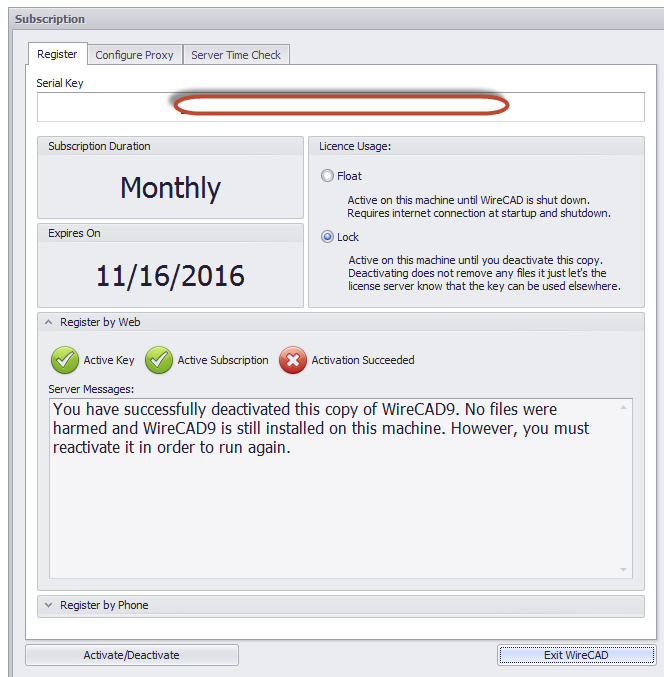 Subscription
Register
Configure Proxy
Server Time Check
Serial Key
Subscription Duration
Monthly
Expires On
11/16/2016
Licence Usage:
Float
Active on this machine until WireCAD is shut down.
Requires internet connection at startup and shutdown.
Lock
Active on this machine until you deactivate this copy.
Deactivating does not remove any files it just let's the
license server know that the key can be used elsewhere.
Register by Web
Active Key
Active Subscription
Activation Succeeded
Server Messages:
You have successfully deactivated this copy of WireCAD9. No files were
harmed and WireCAD9 is still installed on this machine. However, you must
reactivate it in order to run again.
Register by Phone
Activate/Deactivate
Exit WireCAD